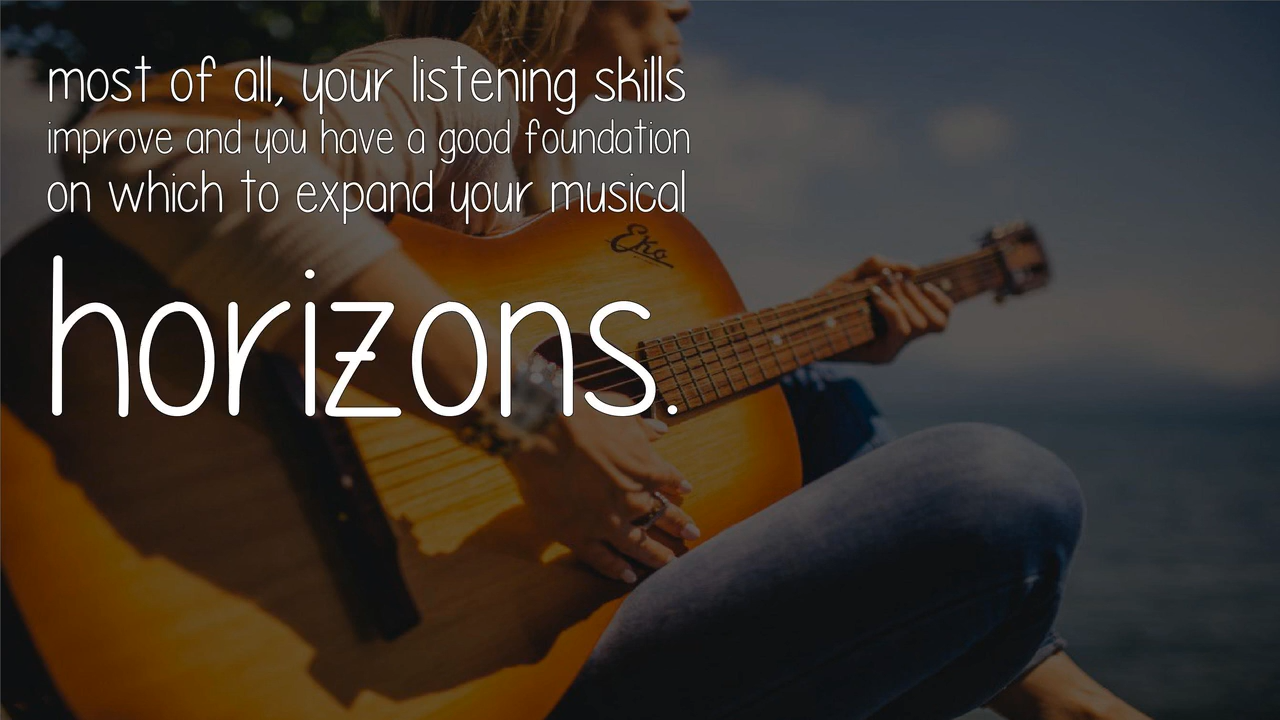 most of all, your listening skills
improve and you have a good foundation
on which to expand your musical
horizons.
Eko